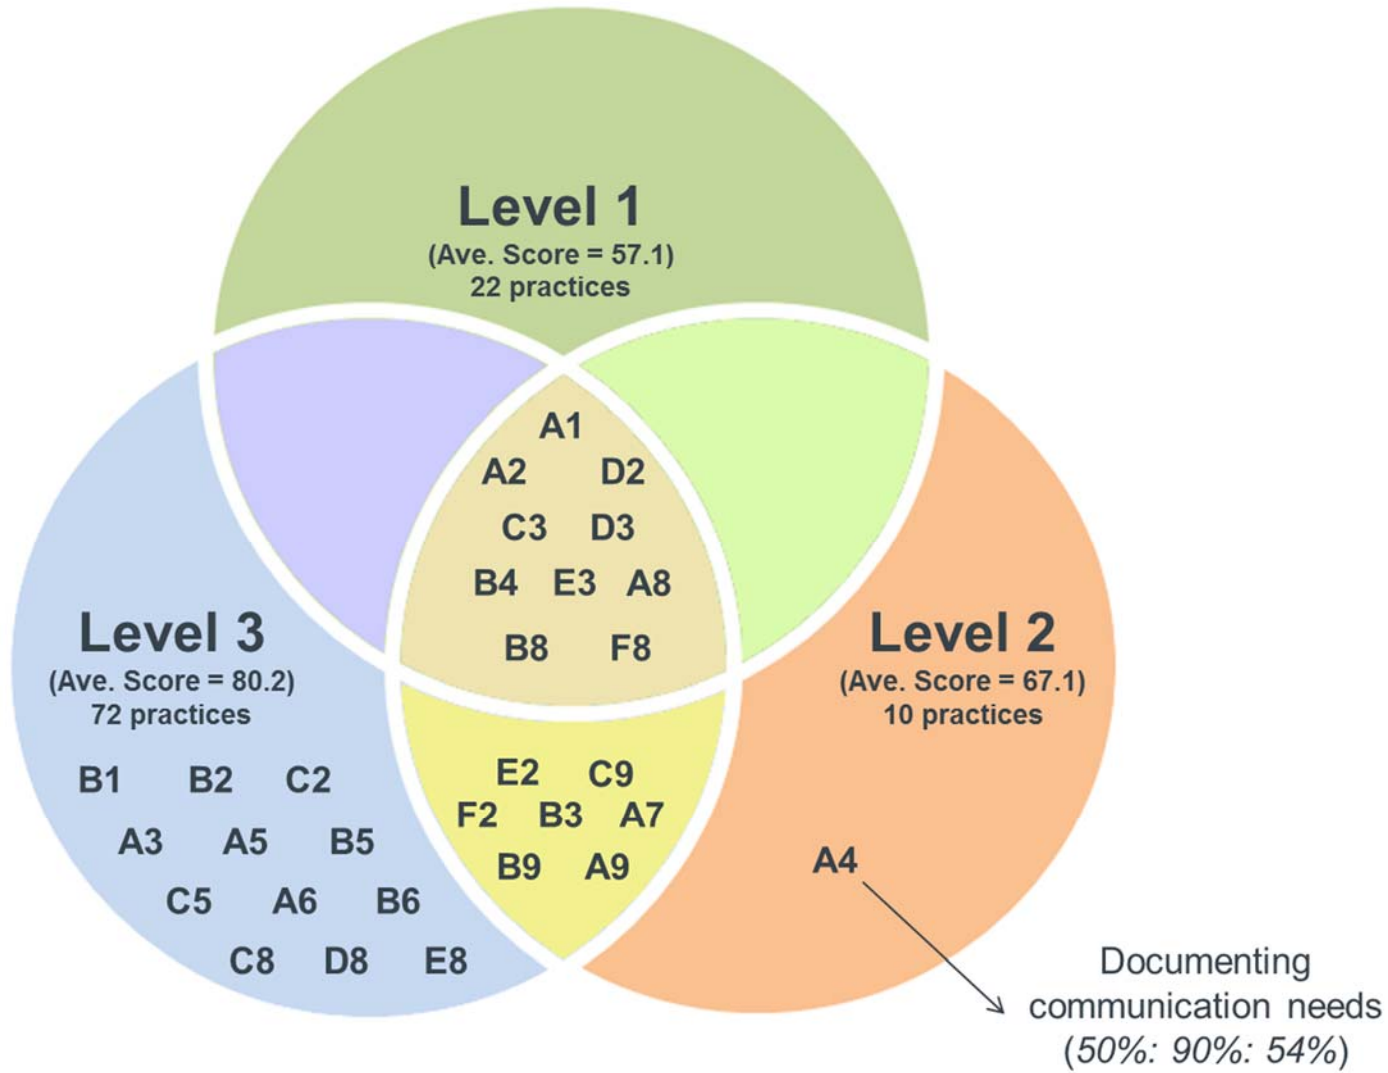 Level 1
(Ave. Score = 57.1)
22 practices
A1
A2 D2
C3 D3
B4 E3 A8
B8 F8
Level 3
(Ave. Score = 80.2)
72 practices
B1 B2 C2
A3 A5 B5
C5 A6 B6
C8 D8 E8
E2 C9
F2 B3 A7
B9 A9
Level 2
(Ave. Score = 67.1)
10 practices
A4
Documenting
communication needs
(50%: 90%: 54%)